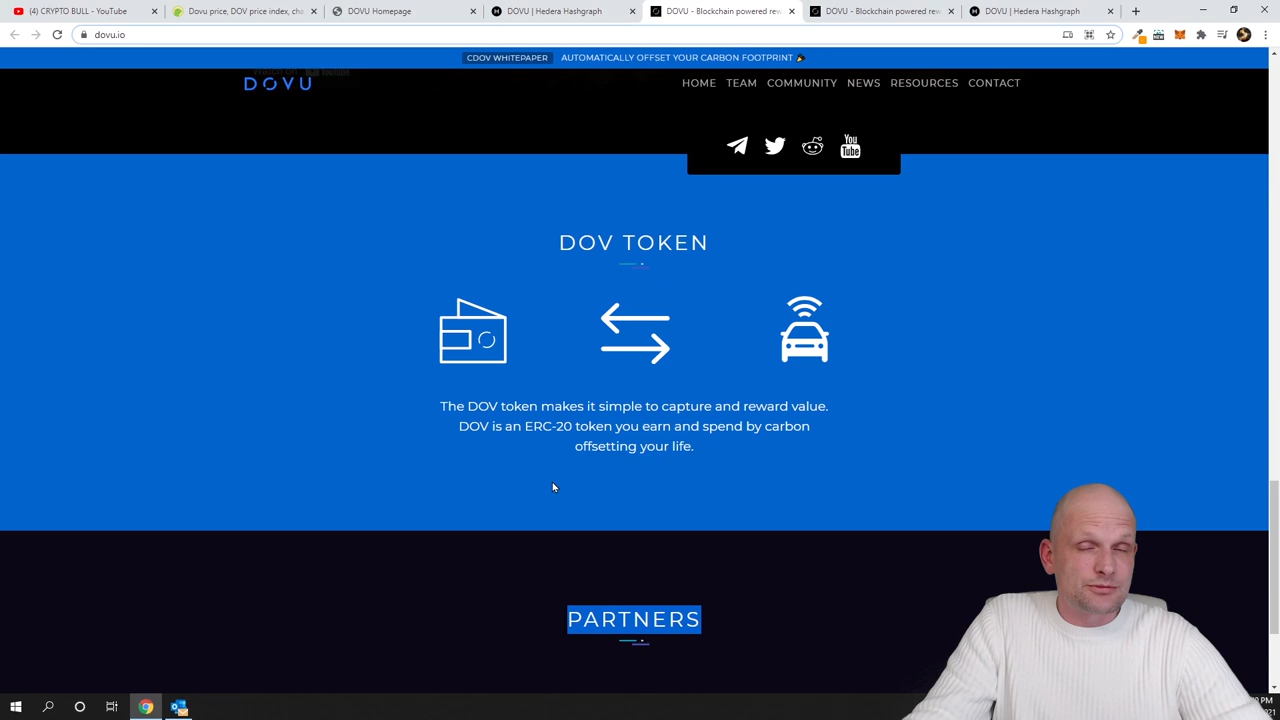 (4) CRYPTO BULL - YouTube
Dovu price, DOV price index, cha
DOVU Homepage
DOVU | Hedera Hashgraph
DOVU - Blockchain powered rew
DOVU - Blockchain powered rew
DOVU | Hedera Hashgraph
dovu.io
CDOV WHITEPAPER AUTOMATICALLY OFFSET YOUR CARBON FOOTPRINT
DOVU
HOME TEAM COMMUNITY NEWS RESOURCES CONTACT
You
Tube
DOV TOKEN
The DOV token makes it simple to capture and reward value.
DOV is an ERC-20 token you earn and spend by carbon
offsetting your life.
PARTNERS